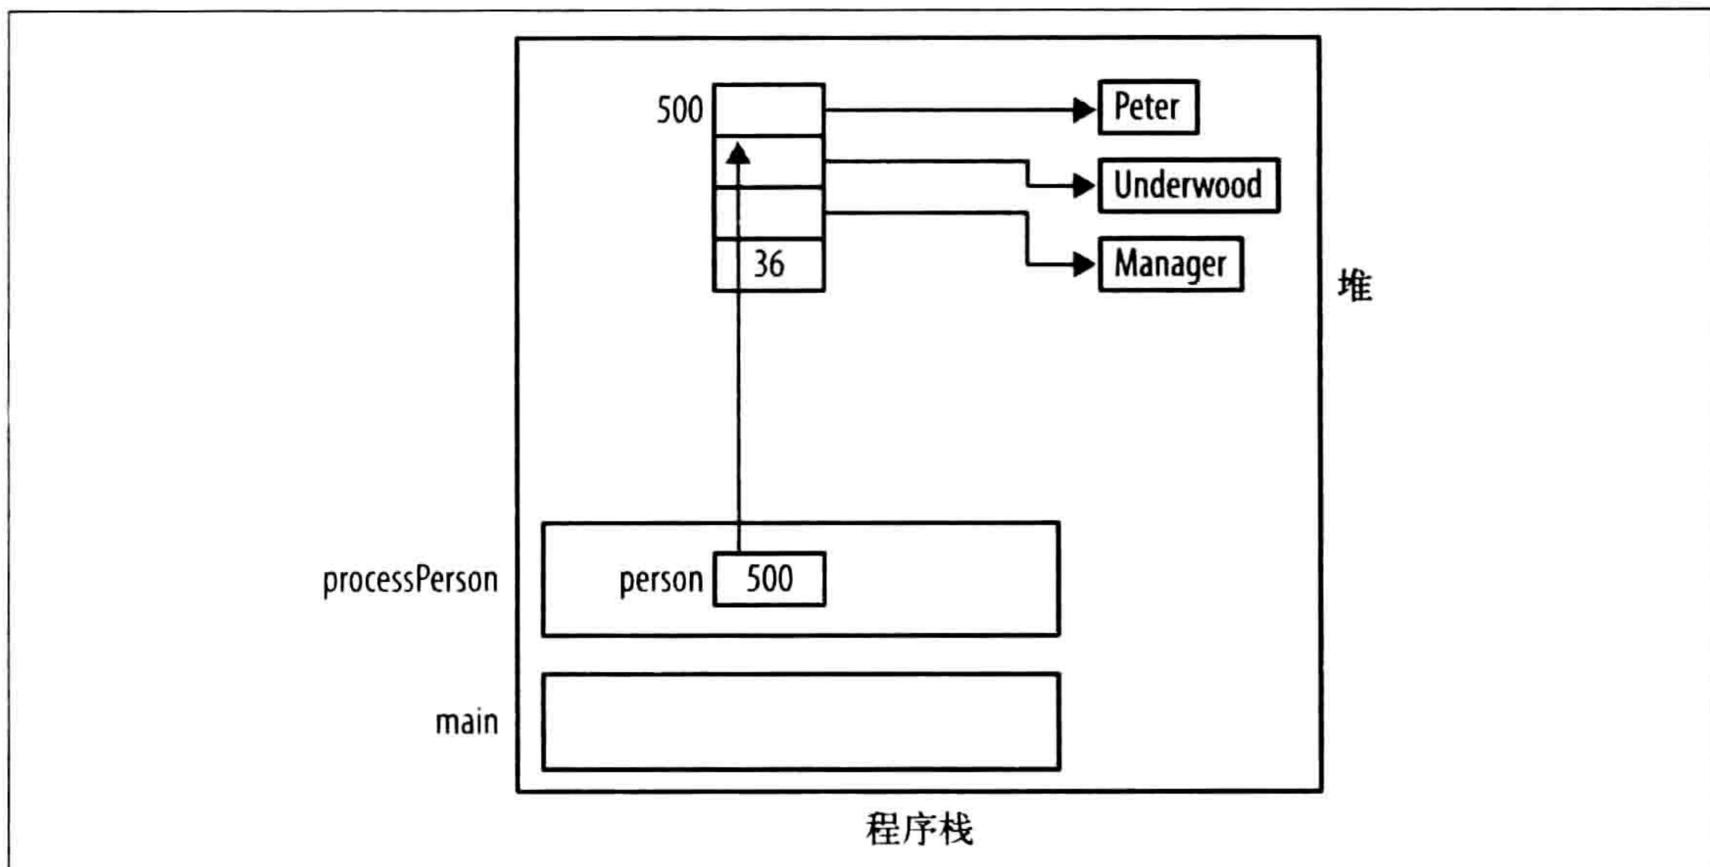 500
Peter
Underwood
Manager
36
堆
processPerson
person
500
main
程序栈